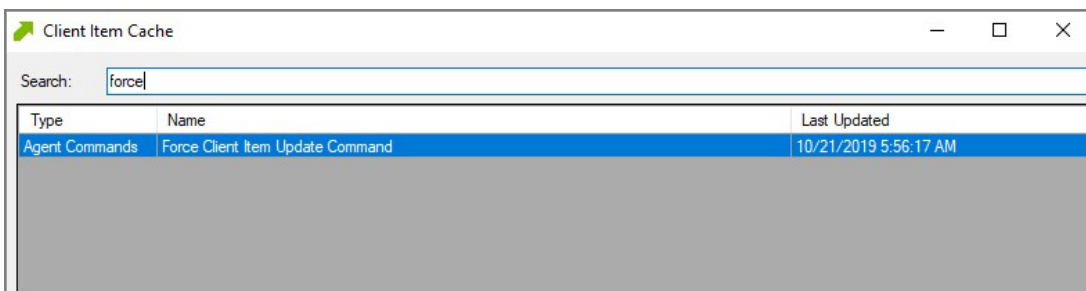 Client Item Cache
Search: force
Type Name Last Updated
Agent Commands Force Client Item Update Command 10/21/2019 5:56:17 AM